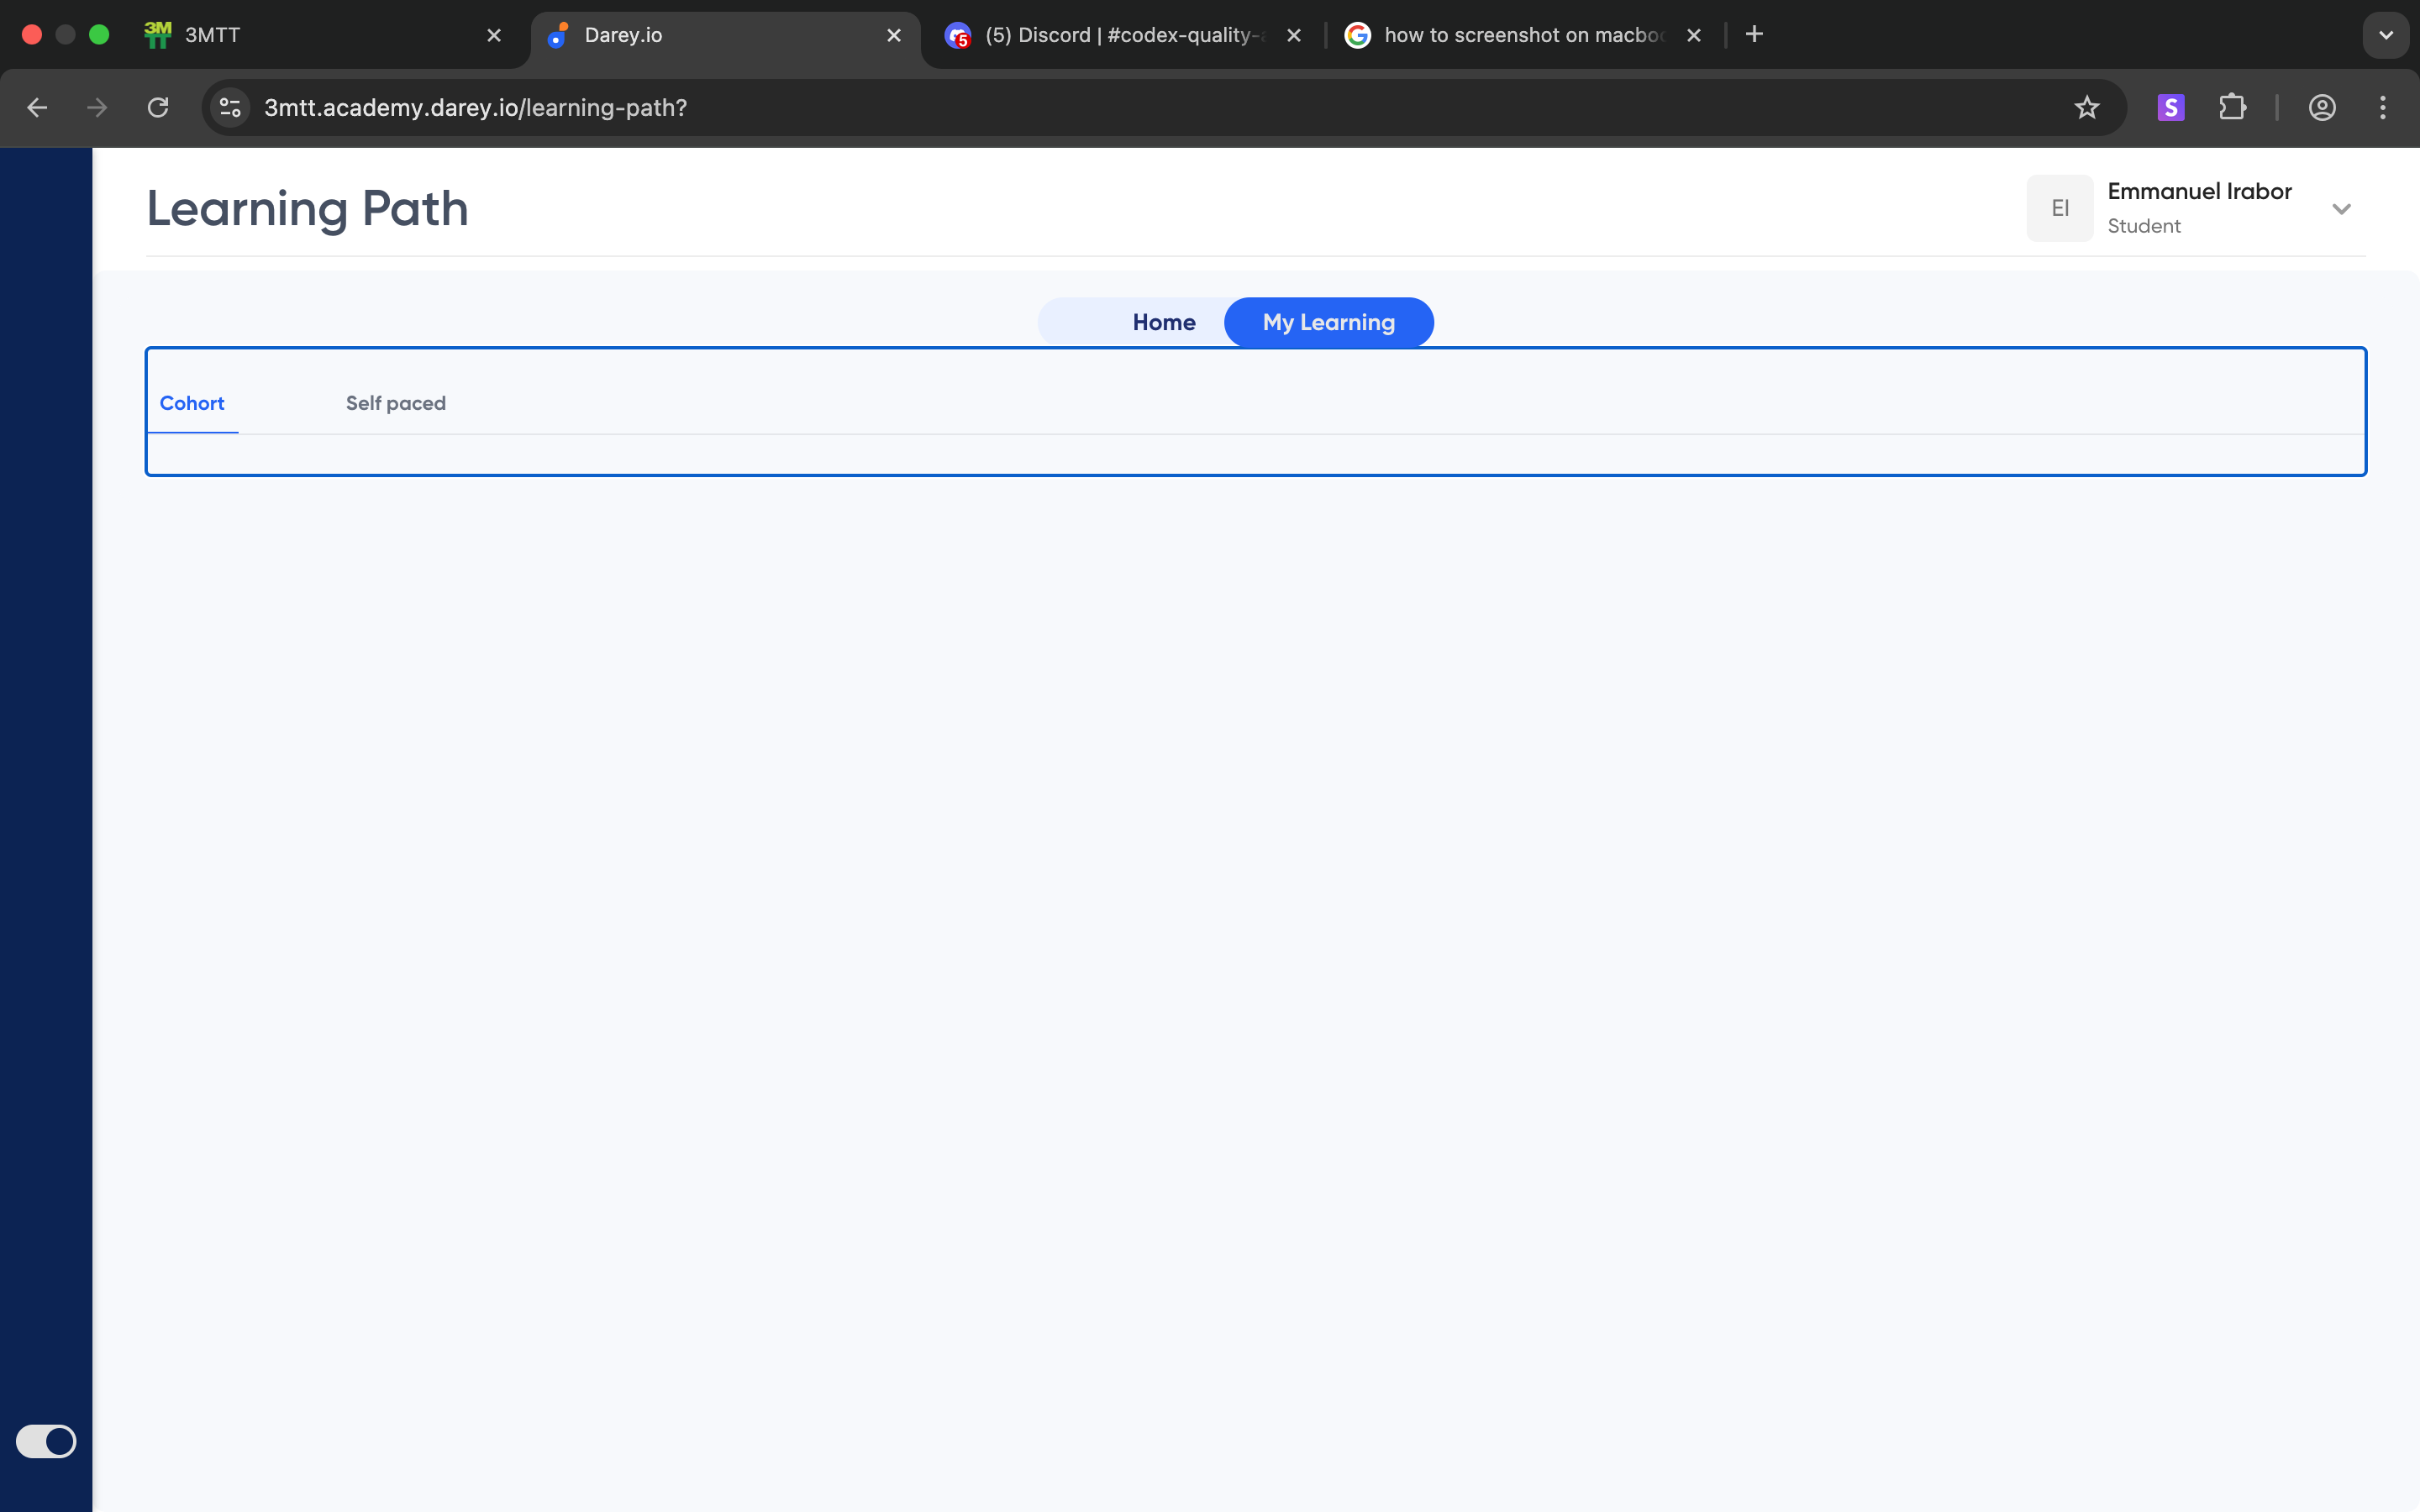 3MTT
Darey.io
(5) Discord | #codex-quality-
how to screenshot on macboo
3mtt.academy.darey.io/learning-path?
S
Learning Path
EI
Emmanuel Irabor
Student
Home
My Learning
Cohort
Self paced